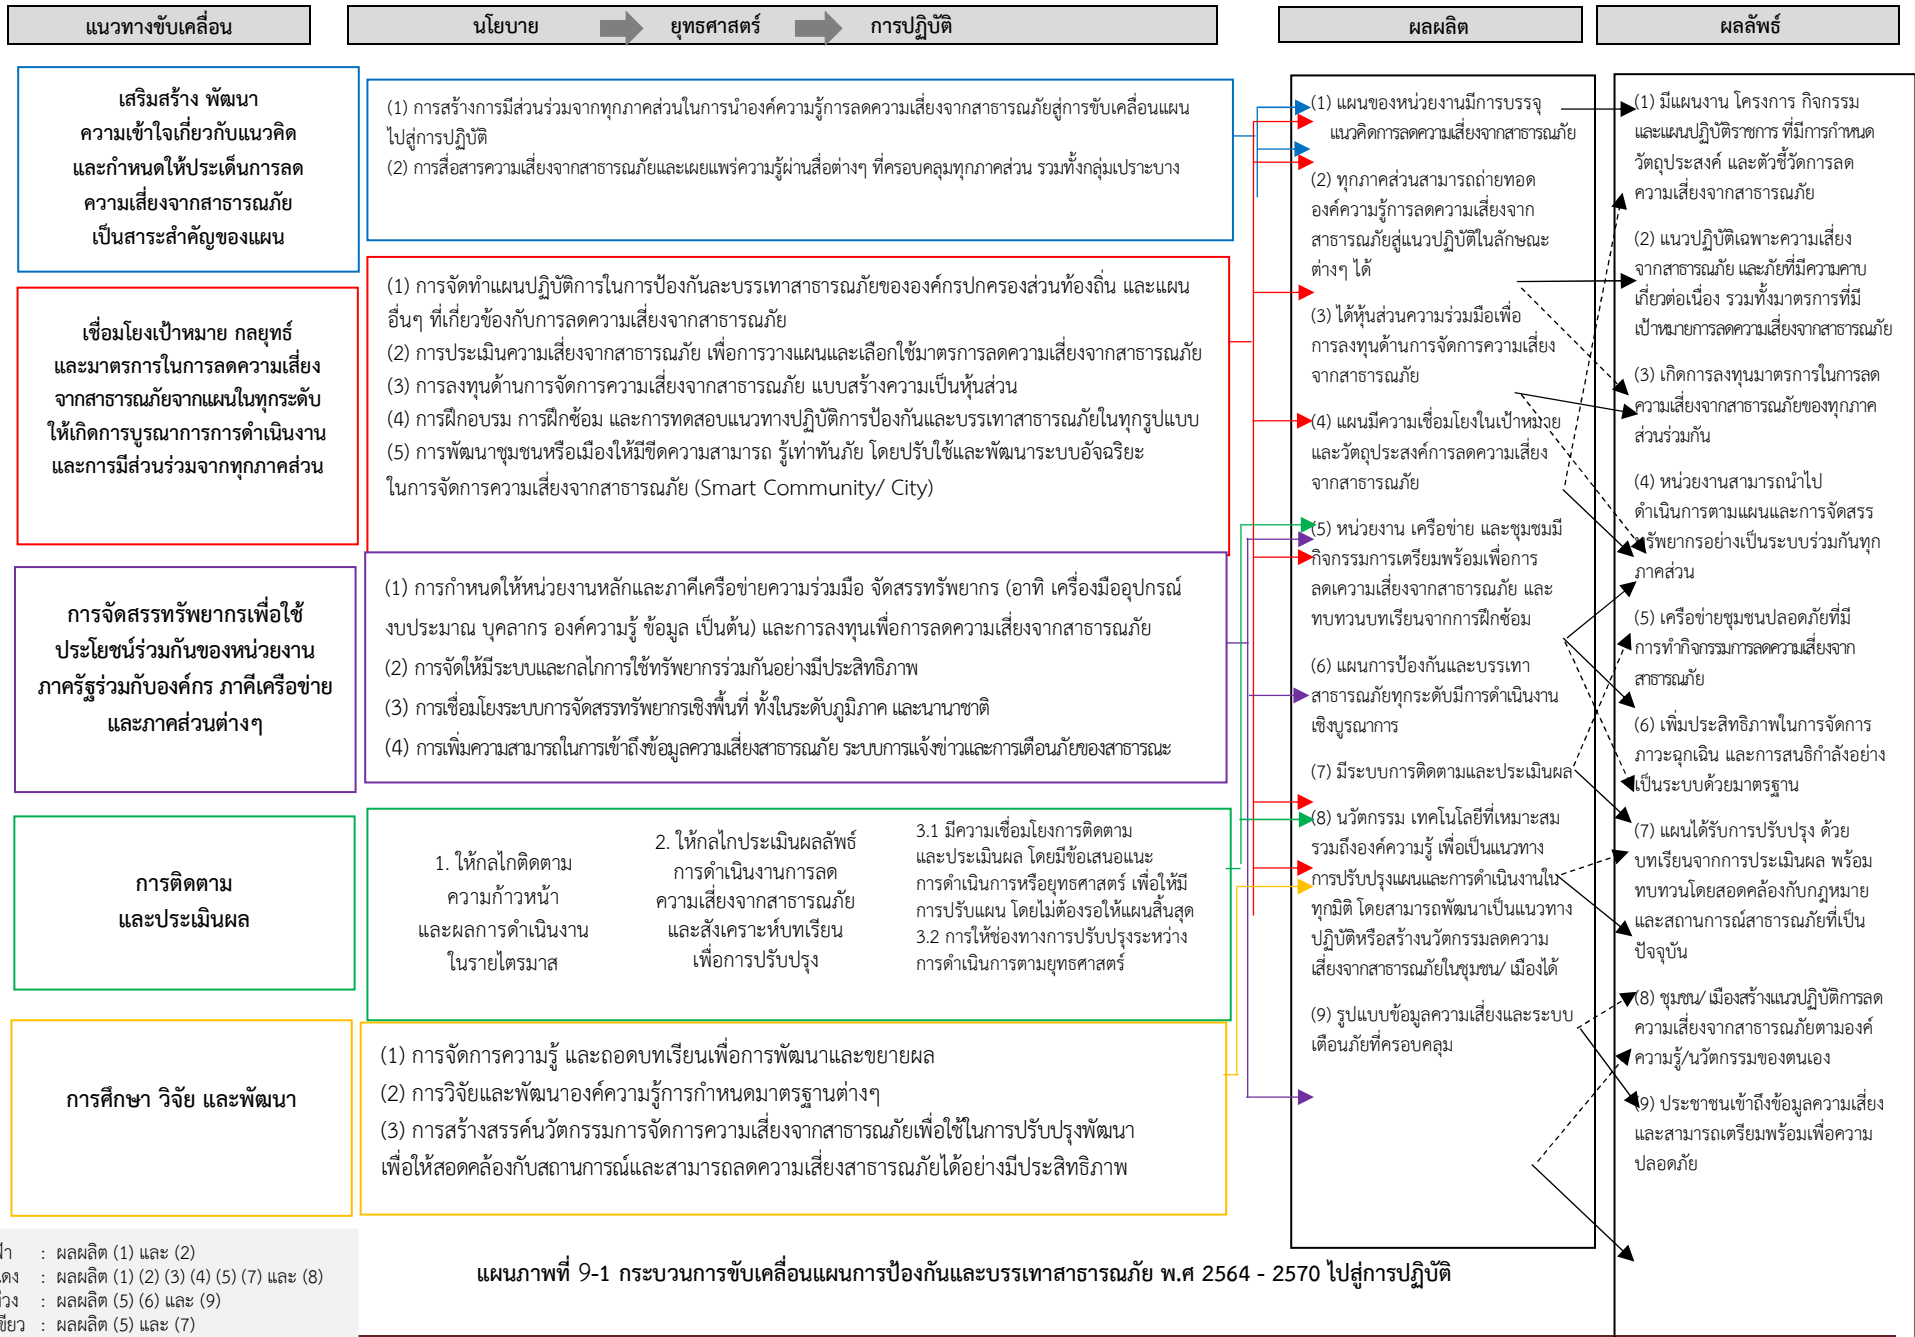 แนวทางขับเคลื่อน
นโยบาย
ยุทธศาสตร์
การปฏิบัติ
ผลผลิต
ผลลัพธ์
เสริมสร้าง พัฒนา
ความเข้าใจเกี่ยวกับแนวคิด
และกำหนดให้ประเด็นการลด
ความเสี่ยงจากสาธารณภัย
เป็นสาระสำคัญของแผน
(1) การสร้างการมีส่วนร่วมจากทุกภาคส่วนในการนำองค์ความรู้การลดความเสี่ยงจากสาธารณภัยสู่การขับเคลื่อนแผน
ไปสู่การปฏิบัติ
(2) การสื่อสารความเสี่ยงจากสาธารณภัยและเผยแพร่ความรู้ผ่านสื่อต่างๆ ที่ครอบคลุมทุกภาคส่วน รวมทั้งกลุ่มเปราะบาง
เชื่อมโยงเป้าหมาย กลยุทธ์
และมาตรการในการลดความเสี่ยง
จากสาธารณภัยจากแผนในทุกระดับ
ให้เกิดการบูรณาการการดำเนินงาน
และการมีส่วนร่วมจากทุกภาคส่วน
(1) การจัดทำแผนปฏิบัติการในการป้องกันละบรรเทาสาธารณภัยขององค์กรปกครองส่วนท้องถิ่น และแผน
อื่นๆ ที่เกี่ยวข้องกับการลดความเสี่ยงจากสาธารณภัย
(2) การประเมินความเสี่ยงจากสาธารณภัย เพื่อการวางแผนและเลือกใช้มาตรการลดความเสี่ยงจากสาธารณภัย
(3) การลงทุนด้านการจัดการความเสี่ยงจากสาธารณภัย แบบสร้างความเป็นหุ้นส่วน
(4) การฝึกอบรม การฝึกซ้อม และการทดสอบแนวทางปฏิบัติการป้องกันและบรรเทาสาธารณภัยในทุกรูปแบบ
(5) การพัฒนาชุมชนหรือเมืองให้มีขีดความสามารถ รู้เท่าทันภัย โดยปรับใช้และพัฒนาระบบอัจฉริยะ
ในการจัดการความเสี่ยงจากสาธารณภัย (Smart Community/ City)
การจัดสรรทรัพยากรเพื่อใช้
ประโยชน์ร่วมกันของหน่วยงาน
ภาครัฐร่วมกับองค์กร ภาคีเครือข่าย
และภาคส่วนต่างๆ
(1) การกำหนดให้หน่วยงานหลักและภาคีเครือข่ายความร่วมมือ จัดสรรทรัพยากร (อาทิ เครื่องมืออุปกรณ์
งบประมาณ บุคลากร องค์ความรู้ ข้อมูล เป็นต้น) และการลงทุนเพื่อการลดความเสี่ยงจากสาธารณภัย
(2) การจัดให้มีระบบและกลไกการใช้ทรัพยากรร่วมกันอย่างมีประสิทธิภาพ
(3) การเชื่อมโยงระบบการจัดสรรทรัพยากรเชิงพื้นที่ ทั้งในระดับภูมิภาค และนานาชาติ
(4) การเพิ่มความสามารถในการเข้าถึงข้อมูลความเสี่ยงสาธารณภัย ระบบการแจ้งข่าวและการเตือนภัยของสาธารณะ
การติดตาม
และประเมินผล
1. ให้กลไกติดตาม
ความก้าวหน้า
และผลการดำเนินงาน
ในรายไตรมาส
2. ให้กลไกประเมินผลลัพธ์
การดำเนินงานการลด
ความเสี่ยงจากสาธารณภัย
และสังเคราะห์บทเรียน
เพื่อการปรับปรุง
3.1 มีความเชื่อมโยงการติดตาม
และประเมินผล โดยมีข้อเสนอแนะ
การดำเนินการหรือยุทธศาสตร์ เพื่อให้มี
การปรับแผน โดยไม่ต้องรอให้แผนสิ้นสุด
3.2 การให้ช่องทางการปรับปรุงระหว่าง
การดำเนินการตามยุทธศาสตร์
การศึกษา วิจัย และพัฒนา
(1) การจัดการความรู้ และถอดบทเรียนเพื่อการพัฒนาและขยายผล
(2) การวิจัยและพัฒนาองค์ความรู้การกำหนดมาตรฐานต่างๆ
(3) การสร้างสรรค์นวัตกรรมการจัดการความเสี่ยงจากสาธารณภัยเพื่อใช้ในการปรับปรุงพัฒนา
เพื่อให้สอดคล้องกับสถานการณ์และสามารถลดความเสี่ยงสาธารณภัยได้อย่างมีประสิทธิภาพ
(1) แผนของหน่วยงานมีการบรรจุ
แนวคิดการลดความเสี่ยงจากสาธารณภัย
(2) ทุกภาคส่วนสามารถถ่ายทอด
องค์ความรู้การลดความเสี่ยงจาก
สาธารณภัยสู่แนวปฏิบัติในลักษณะ
ต่างๆ ได้
(3) ได้หุ้นส่วนความร่วมมือเพื่อ
การลงทุนด้านการจัดการความเสี่ยง
จากสาธารณภัย
(4) แผนมีความเชื่อมโยงในเป้าหมาย
และวัตถุประสงค์การลดความเสี่ยง
จากสาธารณภัย
(5) หน่วยงาน เครือข่าย และชุมชมมี
กิจกรรมการเตรียมพร้อมเพื่อการ
ลดเความเสี่ยงจากสาธารณภัย และ
ทบทวนบทเรียนจากการฝึกซ้อม
(6) แผนการป้องกันและบรรเทา
สาธารณภัยทุกระดับมีการดำเนินงาน
เชิงบูรณาการ
(7) มีระบบการติดตามและประเมินผล
(8) นวัตกรรม เทคโนโลยีที่เหมาะสม
รวมถึงองค์ความรู้ เพื่อเป็นแนวทาง
การปรับปรุงแผนและการดำเนินงานใน
ทุกมิติ โดยสามารถพัฒนาเป็นแนวทาง
ปฏิบัติหรือสร้างนวัตกรรมลดความ
เสี่ยงจากสาธารณภัยในชุมชน/ เมืองได้
(9) รูปแบบข้อมูลความเสี่ยงและระบบ
เตือนภัยที่ครอบคลุม
(1) มีแผนงาน โครงการ กิจกรรม
และแผนปฏิบัติราชการ ที่มีการกำหนด
วัตถุประสงค์ และตัวชี้วัดการลด
ความเสี่ยงจากสาธารณภัย
(2) แนวปฏิบัติเฉพาะความเสี่ยง
จากสาธารณภัย และภัยที่มีความคาบ
เกี่ยวต่อเนื่อง รวมทั้งมาตรการที่มี
เป้าหมายการลดความเสี่ยงจากสาธารณภัย
(3) เกิดการลงทุนมาตรการในการลด
ความเสี่ยงจากสาธารณภัยของทุกภาค
ส่วนร่วมกัน
(4) หน่วยงานสามารถนำไป
ดำเนินการตามแผนและการจัดสรร
ทรัพยากรอย่างเป็นระบบร่วมกันทุก
ภาคส่วน
(5) เครือข่ายชุมชนปลอดภัยที่มี
การทำกิจกรรมการลดความเสี่ยงจาก
สาธารณภัย
(6) เพิ่มประสิทธิภาพในการจัดการ
ภาวะฉุกเฉิน และการสนธิกำลังอย่าง
เป็นระบบด้วยมาตรฐาน
(7) แผนได้รับการปรับปรุง ด้วย
บทเรียนจากการประเมินผล พร้อม
ทบทวนโดยสอดคล้องกับกฎหมาย
และสถานการณ์สาธารณภัยที่เป็น
ปัจจุบัน
(8) ชุมชน/ เมืองสร้างแนวปฏิบัติการลด
ความเสี่ยงจากสาธารณภัยตามองค์
ความรู้/นวัตกรรมของตนเอง
(9) ประชาชนเข้าถึงข้อมูลความเสี่ยง
และสามารถเตรียมพร้อมเพื่อความ
ปลอดภัย
: ผลผลิต (1) และ (2)
: ผลผลิต (1) (2) (3) (4) (5) (7) และ (8)
: ผลผลิต (5) (6) และ (9)
: ผลผลิต (5) และ (7)
แผนภาพที่ 9-1 กระบวนการขับเคลื่อนแผนการป้องกันและบรรเทาสาธารณภัย พ.ศ 2564 - 2570 ไปสู่การปฏิบัติ